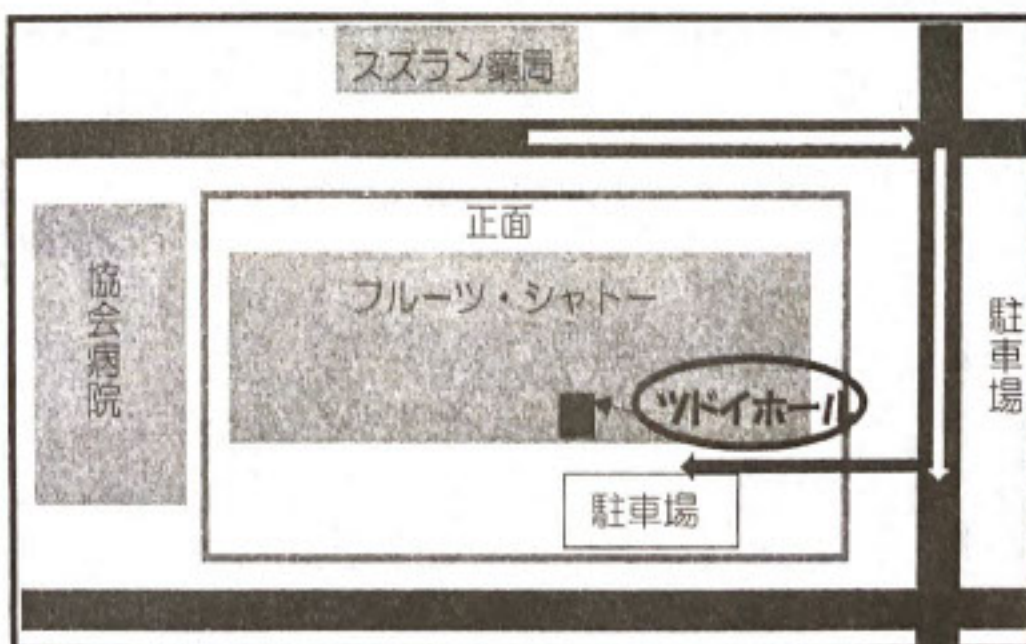 スズラン薬局
正面
フルーツ・シャトー
協会病院
ツドイホール
駐車場
駐車場